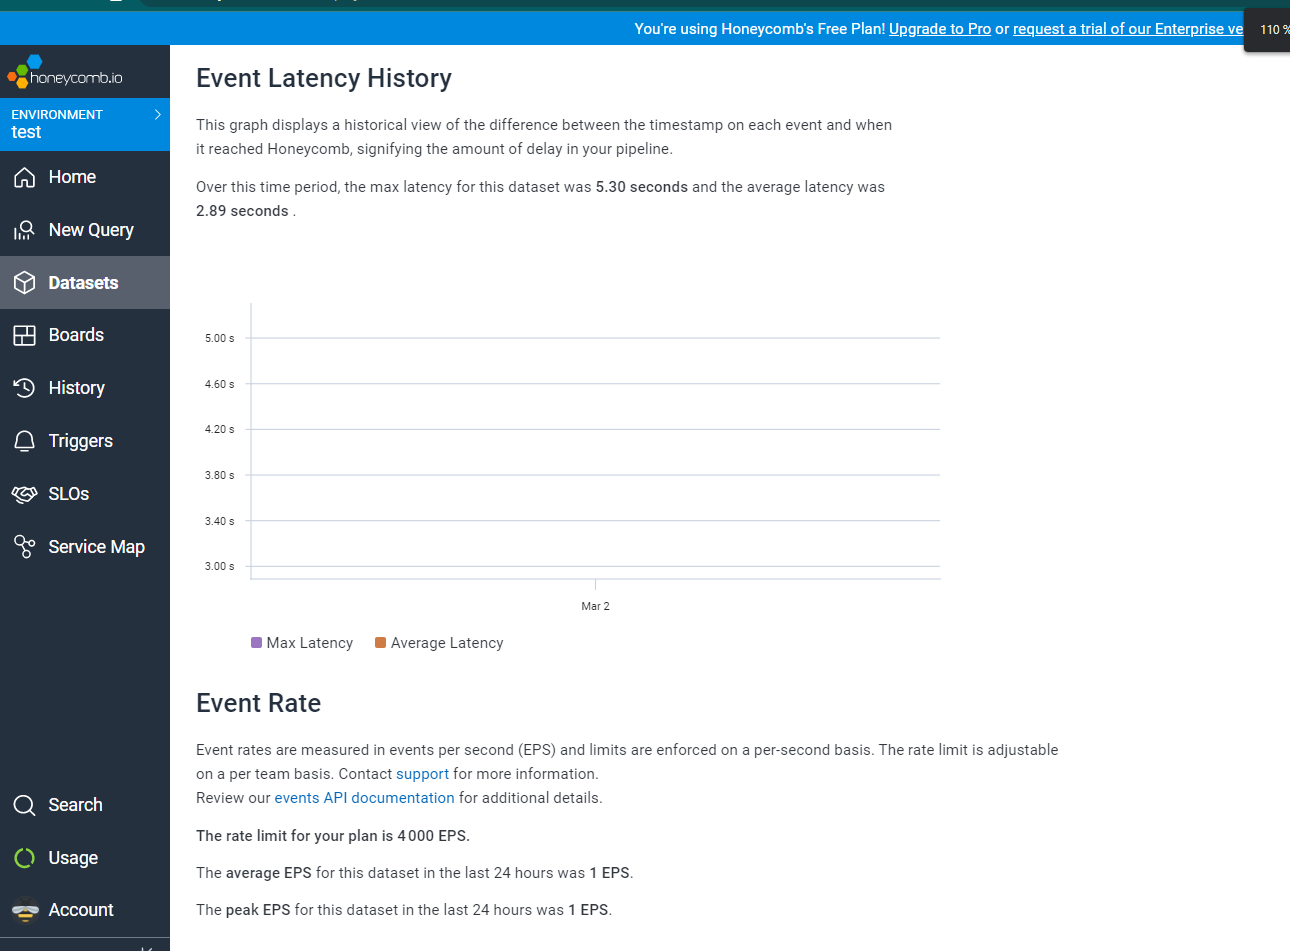 You're using Honeycomb's Free Plan! Upgrade to Pro or request a trial of our Enterprise ve
110 %
honeycomb.io
ENVIRONMENT
test
Home
New Query
Datasets
Boards
History
Triggers
SLOs
Service Map
Search
Usage
Account
Event Latency History
This graph displays a historical view of the difference between the timestamp on each event and when
it reached Honeycomb, signifying the amount of delay in your pipeline.
Over this time period, the max latency for this dataset was 5.30 seconds and the average latency was
2.89 seconds .
5.00 s
4.60 s
4.20 s
3.80 s
3.40 s
3.00 s
Mar 2
Max Latency Average Latency
Event Rate
Event rates are measured in events per second (EPS) and limits are enforced on a per-second basis. The rate limit is adjustable
on a per team basis. Contact support for more information.
Review our events API documentation for additional details.
The rate limit for your plan is 4 000 EPS.
The average EPS for this dataset in the last 24 hours was 1 EPS.
The peak EPS for this dataset in the last 24 hours was 1 EPS.